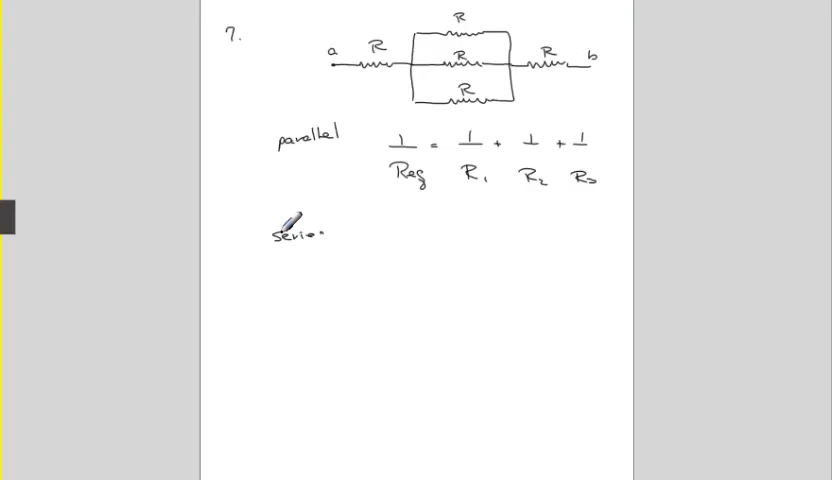 7.
R
a R R R b
R
parallel 1/Req = 1/R1 + 1/R2 + 1/R3
series